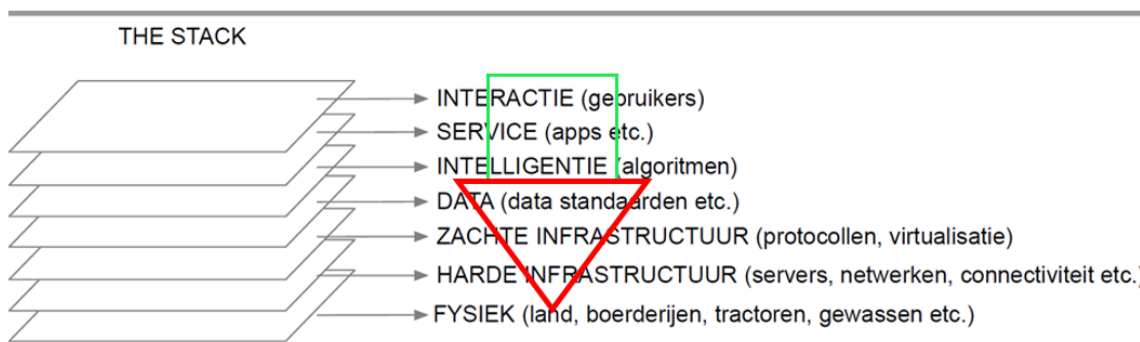 THE STACK
INTERACTIE (gebruikers)
SERVICE (apps etc.)
INTELLIGENTIE (algoritmen)
DATA (data standaarden etc.)
ZACHTE INFRASTRUCTUUR (protocollen, virtualisatie)
HARDE INFRASTRUCTUUR (servers, netwerken, connectiviteit etc.)
FYSIEK (land, boerderijen, tractoren, gewassen etc.)